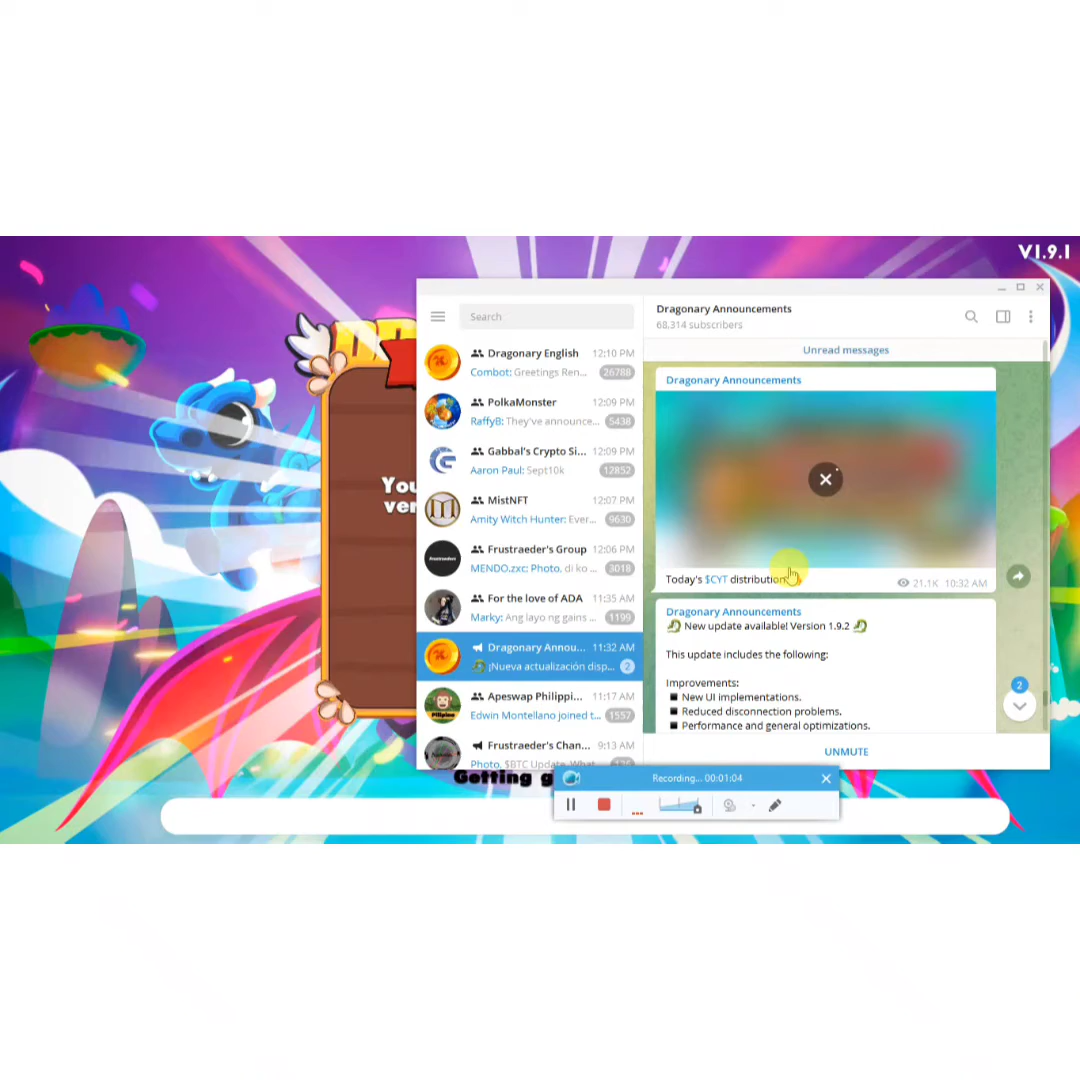 V1.9.1
Search
Dragonary English 12:10 PM
Combot: Greetings Ren... 26788
PolkaMonster 12:09 PM
RaffyB: They've announce... 5438
Gabbal's Crypto Si... 12:09 PM
Aaron Paul: Sept10k 12852
MistNFT 12:07 PM
Amity Witch Hunter: Ever... 9630
Frustraeder's Group 12:06 PM
MENDO.zxc: Photo, di ko ... 3018
For the love of ADA 11:35 AM
Marky: Ang layo ng gains ... 1199
Dragonary Annou... 11:32 AM
¡Nueva actualización disp... 2
Apeswap Philippi... 11:17 AM
Edwin Montellano joined t... 1557
Frustraeder's Chan... 9:13 AM
Photo, $BTC Update, What
Dragonary Announcements
68,314 subscribers
Unread messages
Dragonary Announcements
Today's $CYT distribution 21.1K 10:32 AM
Dragonary Announcements
New update available! Version 1.9.2
This update includes the following:
Improvements:
New UI implementations.
Reduced disconnection problems.
Performance and general optimizations.
2
UNMUTE
You
ver
Getting g
Recording... 00:01:04